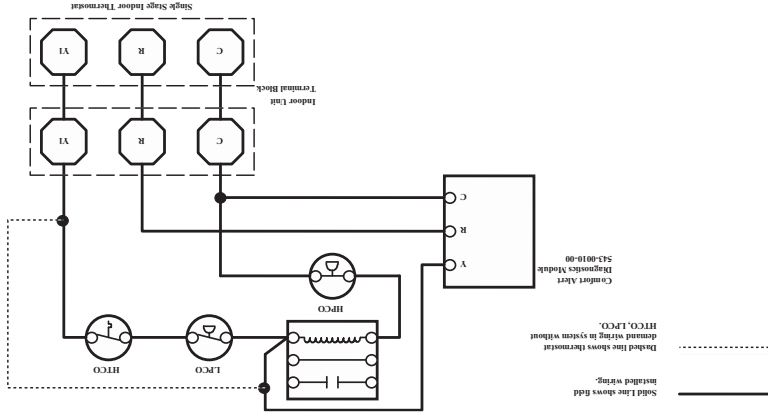 Solid Line shows field
installed wiring.
Dashed line shows thermostat
demand wiring in system without
HTCO, LPCO.
Comfort Alert
Diagnostics Module
543-0010-00
Y
R
C
HTCO
LPCO
HPCO
C
R
Y1
Indoor Unit
Terminal Block
C
R
Y1
Single Stage Indoor Thermostat